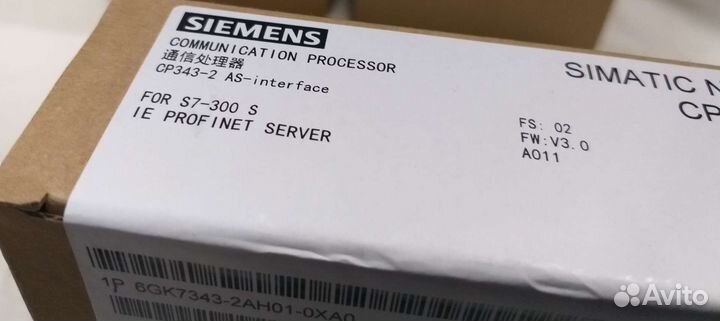 SIEMENS
COMMUNICATION PROCESSOR
通信处理器
CP343-2 AS-interface
FOR S7-300 S
IE PROFINET SERVER
SIMATIC N
CP
FS: 02
FW:V3.0
A011
1P 6GK7343-2AH01-0XA0
Avito